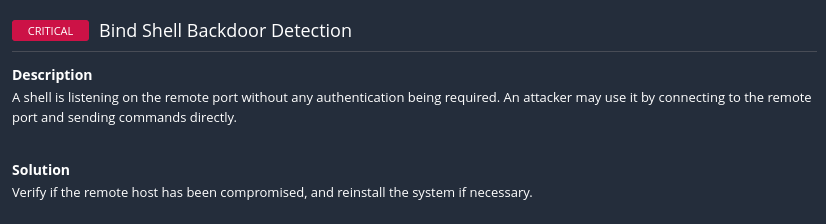 CRITICAL Bind Shell Backdoor Detection
Description
A shell is listening on the remote port without any authentication being required. An attacker may use it by connecting to the remote
port and sending commands directly.
Solution
Verify if the remote host has been compromised, and reinstall the system if necessary.